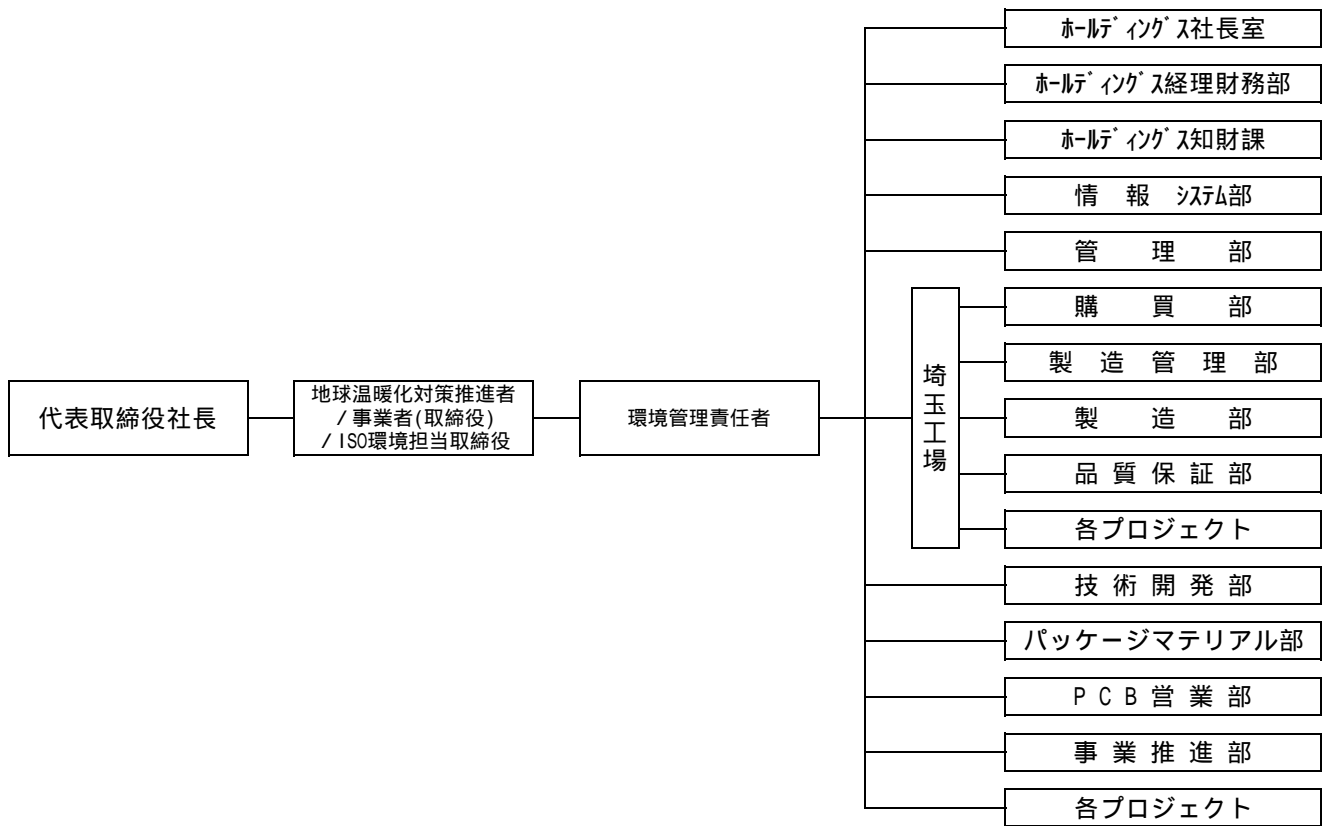 代表取締役社長
地球温暖化対策推進者
/事業者(取締役)
/ISO環境担当取締役
環境管理責任者
埼玉工場
ﾎｰﾙﾃﾞｨﾝｸﾞｽ社長室
ﾎｰﾙﾃﾞｨﾝｸﾞｽ経理財務部
ﾎｰﾙﾃﾞｨﾝｸﾞｽ知財課
情 報 ｼｽﾃﾑ部
管 理 部
購 買 部
製 造 管 理 部
製 造 部
品 質 保 証 部
各プロジェクト
技 術 開 発 部
パッケージマテリアル部
P C B 営 業 部
事 業 推 進 部
各プロジェクト